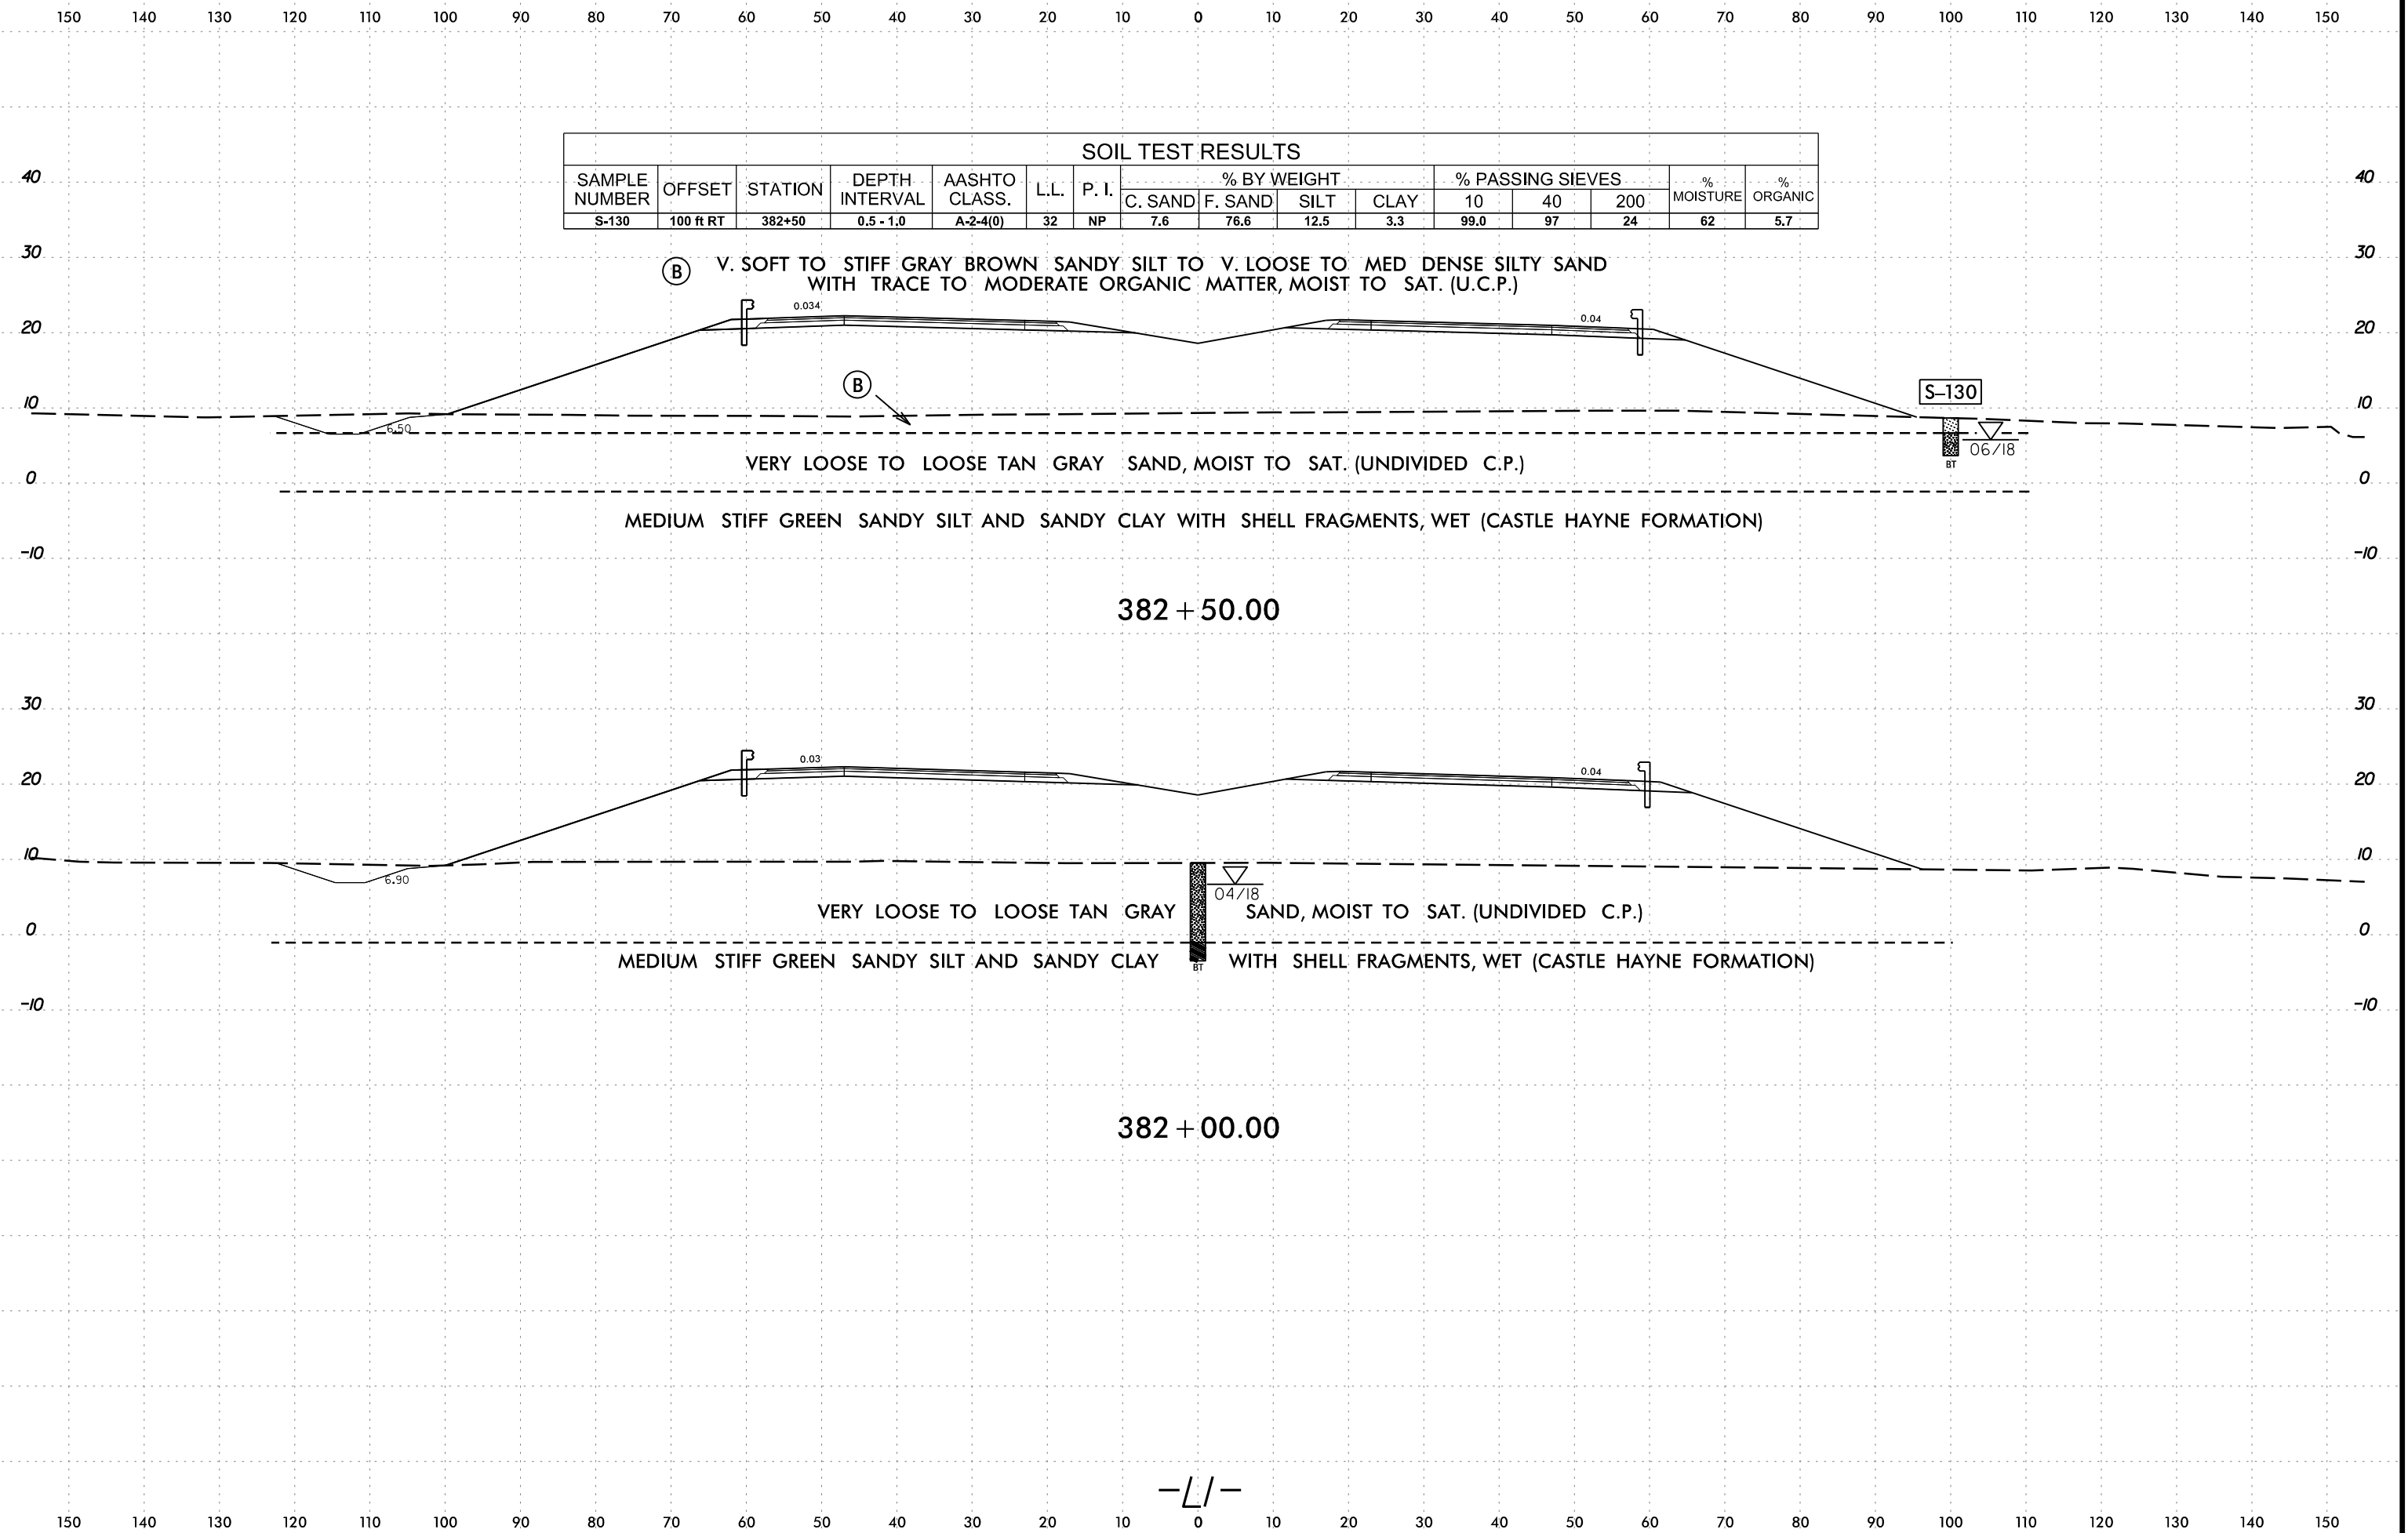 150 140 130 120 110 100 90 80 70 60 50 40 30 20 10 0 10 20 30 40 50 60 70 80 90 100 110 120 130 140 150
SOIL TEST RESULTS
SAMPLE NUMBER OFFSET STATION DEPTH INTERVAL AASHTO CLASS. L.L. P. I. % BY WEIGHT % PASSING SIEVES % MOISTURE % ORGANIC
C. SAND F. SAND SILT CLAY 10 40 200
S-130 100 ft RT 382+50 0.5 - 1.0 A-2-4(0) 32 NP 7.6 76.6 12.5 3.3 99.0 97 24 62 5.7
40 40
30 30
B V. SOFT TO STIFF GRAY BROWN SANDY SILT TO V. LOOSE TO MED DENSE SILTY SAND
WITH TRACE TO MODERATE ORGANIC MATTER, MOIST TO SAT. (U.C.P.)
0.034 0.04
20 20
B
S-130
10 10
6.50
06/18
VERY LOOSE TO LOOSE TAN GRAY SAND, MOIST TO SAT. (UNDIVIDED C.P.)
BT
0 0
MEDIUM STIFF GREEN SANDY SILT AND SANDY CLAY WITH SHELL FRAGMENTS, WET (CASTLE HAYNE FORMATION)
-10 -10
382+50.00
30 30
0.03 0.04
20 20
10 10
6.90
04/18
VERY LOOSE TO LOOSE TAN GRAY SAND, MOIST TO SAT. (UNDIVIDED C.P.)
0 0
MEDIUM STIFF GREEN SANDY SILT AND SANDY CLAY WITH SHELL FRAGMENTS, WET (CASTLE HAYNE FORMATION)
BT
-10 -10
382+00.00
-L1-
150 140 130 120 110 100 90 80 70 60 50 40 30 20 10 0 10 20 30 40 50 60 70 80 90 100 110 120 130 140 150